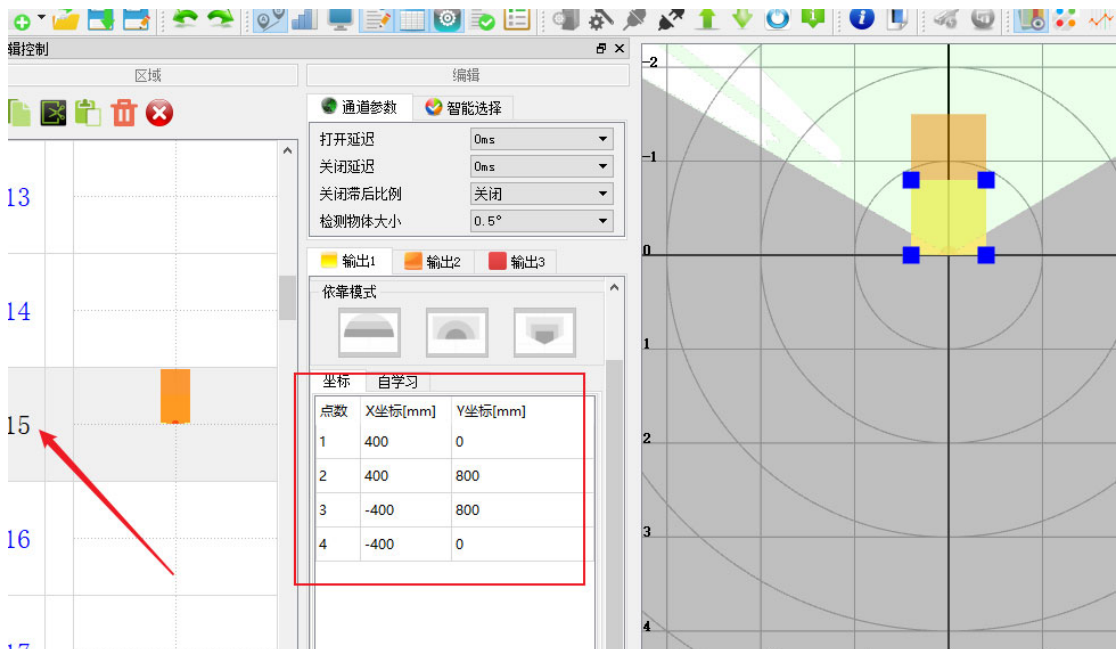 辑控制
区域
13
14
15
16
编辑
通道参数
智能选择
打开延迟 0ms
关闭延迟 0ms
关闭滞后比例 关闭
检测物体大小 0.5°
输出1 输出2 输出3
依靠模式
坐标 自学习
点数 X坐标[mm] Y坐标[mm]
1 400 0
2 400 800
3 -400 800
4 -400 0
-2
-1
0
1
2
3
4